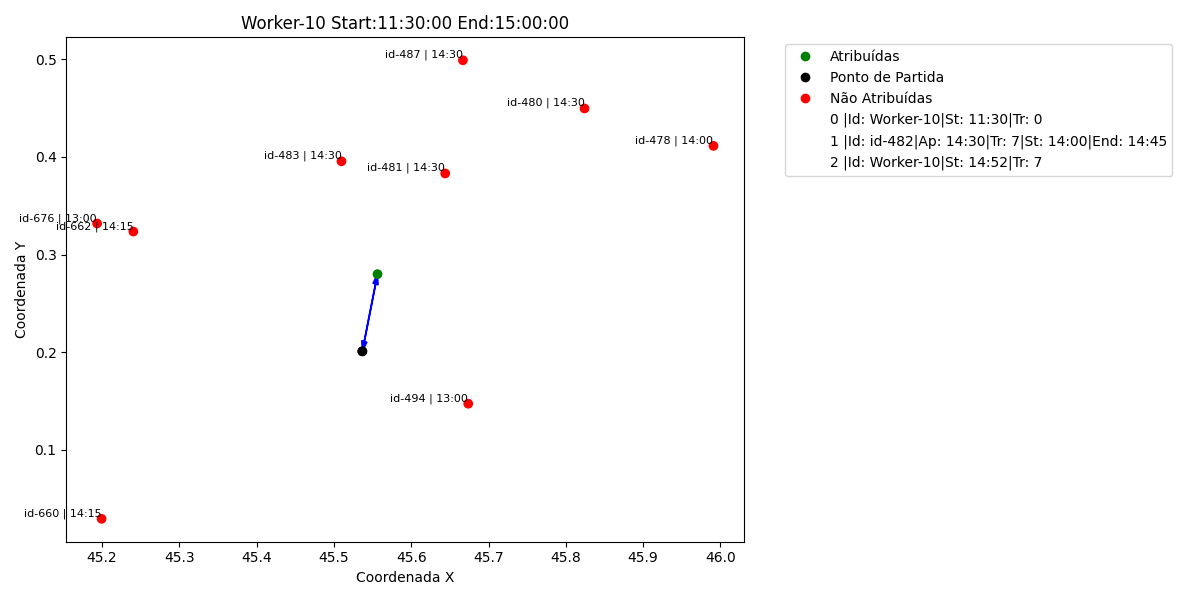 Worker-10 Start:11:30:00 End:15:00:00
Coordenada Y
0.5
0.4
0.3
0.2
0.1
id-487 | 14:30
id-480 | 14:30
id-478 | 14:00
id-483 | 14:30
id-481 | 14:30
id-676 | 13:00
id-662 | 14:15
id-494 | 13:00
id-660 | 14:15
45.2 45.3 45.4 45.5 45.6 45.7 45.8 45.9 46.0
Coordenada X
Atribuídas
Ponto de Partida
Não Atribuídas
0 |Id: Worker-10|St: 11:30|Tr: 0
1 |Id: id-482|Ap: 14:30|Tr: 7|St: 14:00|End: 14:45
2 |Id: Worker-10|St: 14:52|Tr: 7